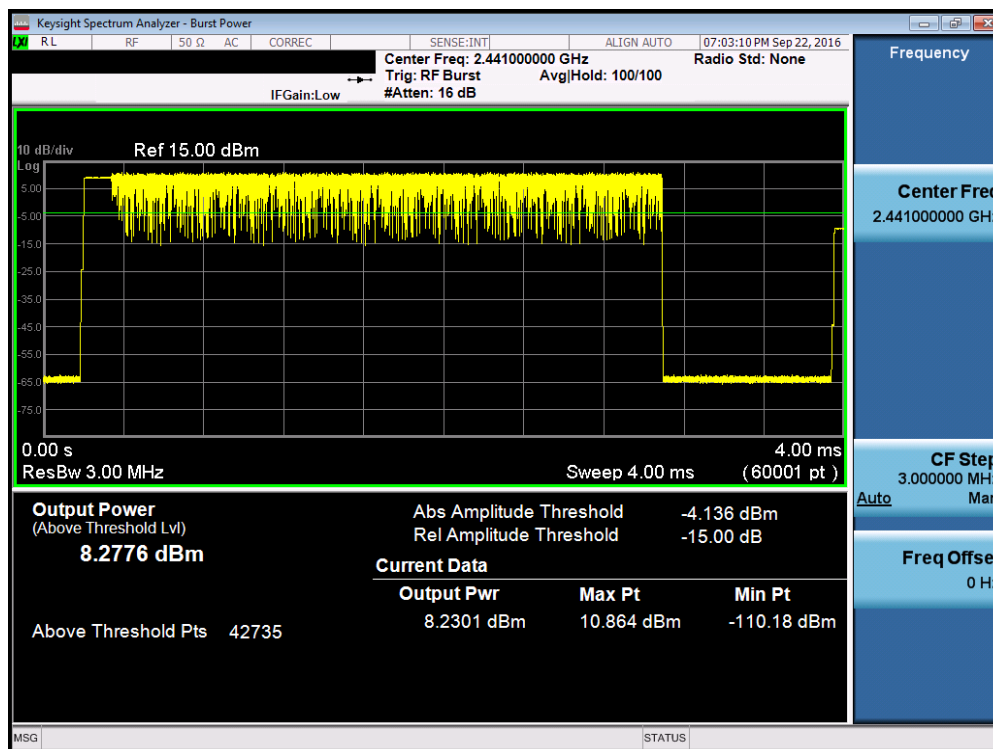 Keysight Spectrum Analyzer - Burst Power
LXI RL RF 50 Ω AC CORREC SENSE:INT ALIGN AUTO 07:03:10 PM Sep 22, 2016
Center Freq: 2.441000000 GHz Radio Std: None
Trig: RF Burst Avg|Hold: 100/100
IFGain:Low #Atten: 16 dB
10 dB/div Ref 15.00 dBm
Log
5.00
-5.00
-15.0
-25.0
-35.0
-45.0
-55.0
-65.0
-75.0
0.00 s 4.00 ms
ResBw 3.00 MHz Sweep 4.00 ms (60001 pt)
Output Power
(Above Threshold Lvl)
8.2776 dBm
Above Threshold Pts 42735
Abs Amplitude Threshold -4.136 dBm
Rel Amplitude Threshold -15.00 dB
Current Data
Output Pwr Max Pt Min Pt
8.2301 dBm 10.864 dBm -110.18 dBm
MSG STATUS
Frequency
Center Freq
2.441000000 GHz
CF Step
3.000000 MHz
Auto Man
Freq Offset
0 Hz